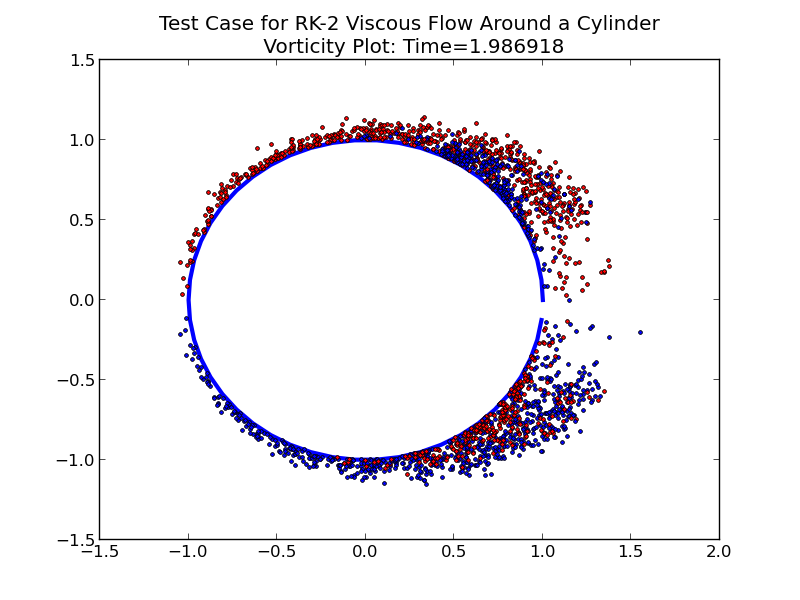 Test Case for RK-2 Viscous Flow Around a Cylinder
Vorticity Plot: Time=1.986918
1.5
1.0
0.5
0.0
−0.5
−1.0
−1.5
−1.5 −1.0 −0.5 0.0 0.5 1.0 1.5 2.0